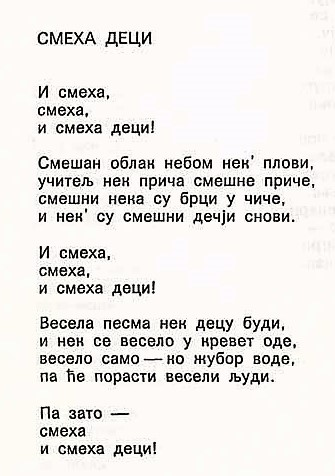 СМЕХА ДЕЦИ
И смеха,
смеха,
и смеха деци!
Смешан облак небом нек' плови,
учитељ нек прича смешне приче,
смешни нека су брци у чиче,
и нек' су смешни дечји снови.
И смеха,
смеха,
и смеха деци!
Весела песма нек децу буди,
и нек се весело у кревет оде,
весело само — ко жубор воде,
па ће порасти весели људи.
Па зато —
смеха
и смеха деци!